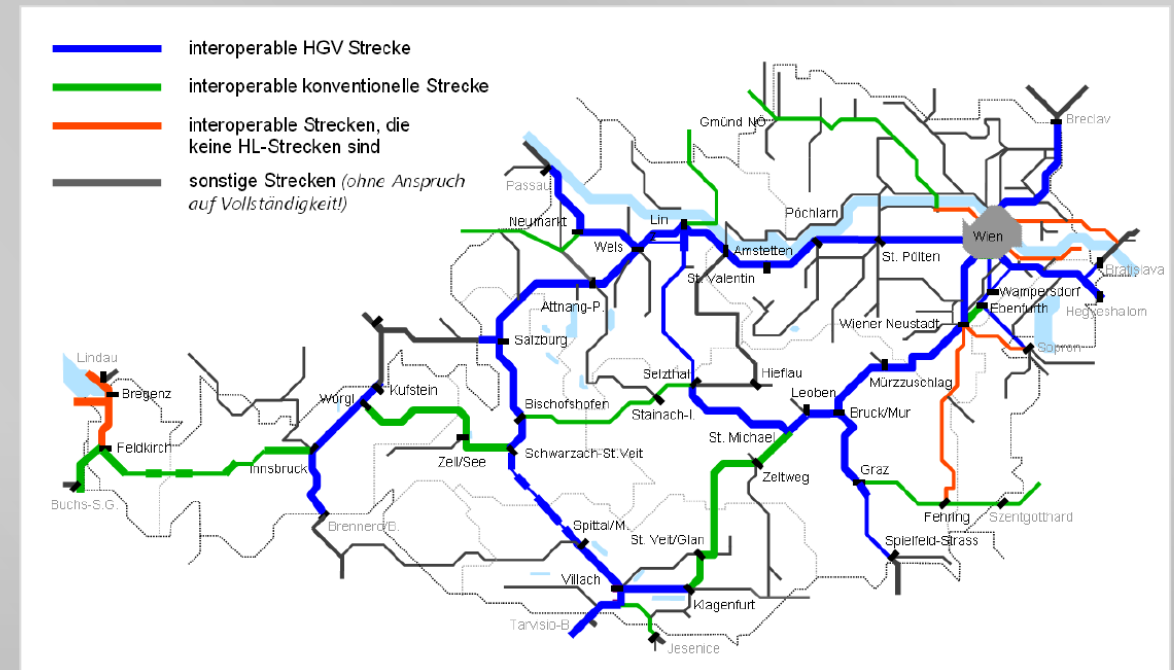 interoperable HGV Strecke
interoperable konventionelle Strecke
interoperable Strecken, die
keine HL-Strecken sind
sonstige Strecken (ohne Anspruch
auf Vollständigkeit!)
Gmünd NÖ
Breclav
Passau
Neumarkt
Lin
Pöchlarn
Wien
Wels
Amstetten
St. Pölten
St. Valentin
Bratislava
Attnang-P.
Wampersdorf
Ebenfurth
Hegyeshalom
Wiener Neustadt
Salzburg
Sopron
Lindau
Selzthal
Hieflau
Mürzzuschlag
Bregenz
Kufstein
Wörgl
Bischofshofen
Stainach-I.
Leoben
Bruck/Mur
Feldkirch
Innsbruck
Zell/See
Schwarzach-St.Veit
St. Michael
Zeltweg
Graz
Buchs-S.G.
Brennero/B.
Spittal/M.
St. Veit/Glan
Fehring
Szentgotthard
Spielfeld-Strass
Villach
Klagenfurt
Tarvisio-B
Jesenice